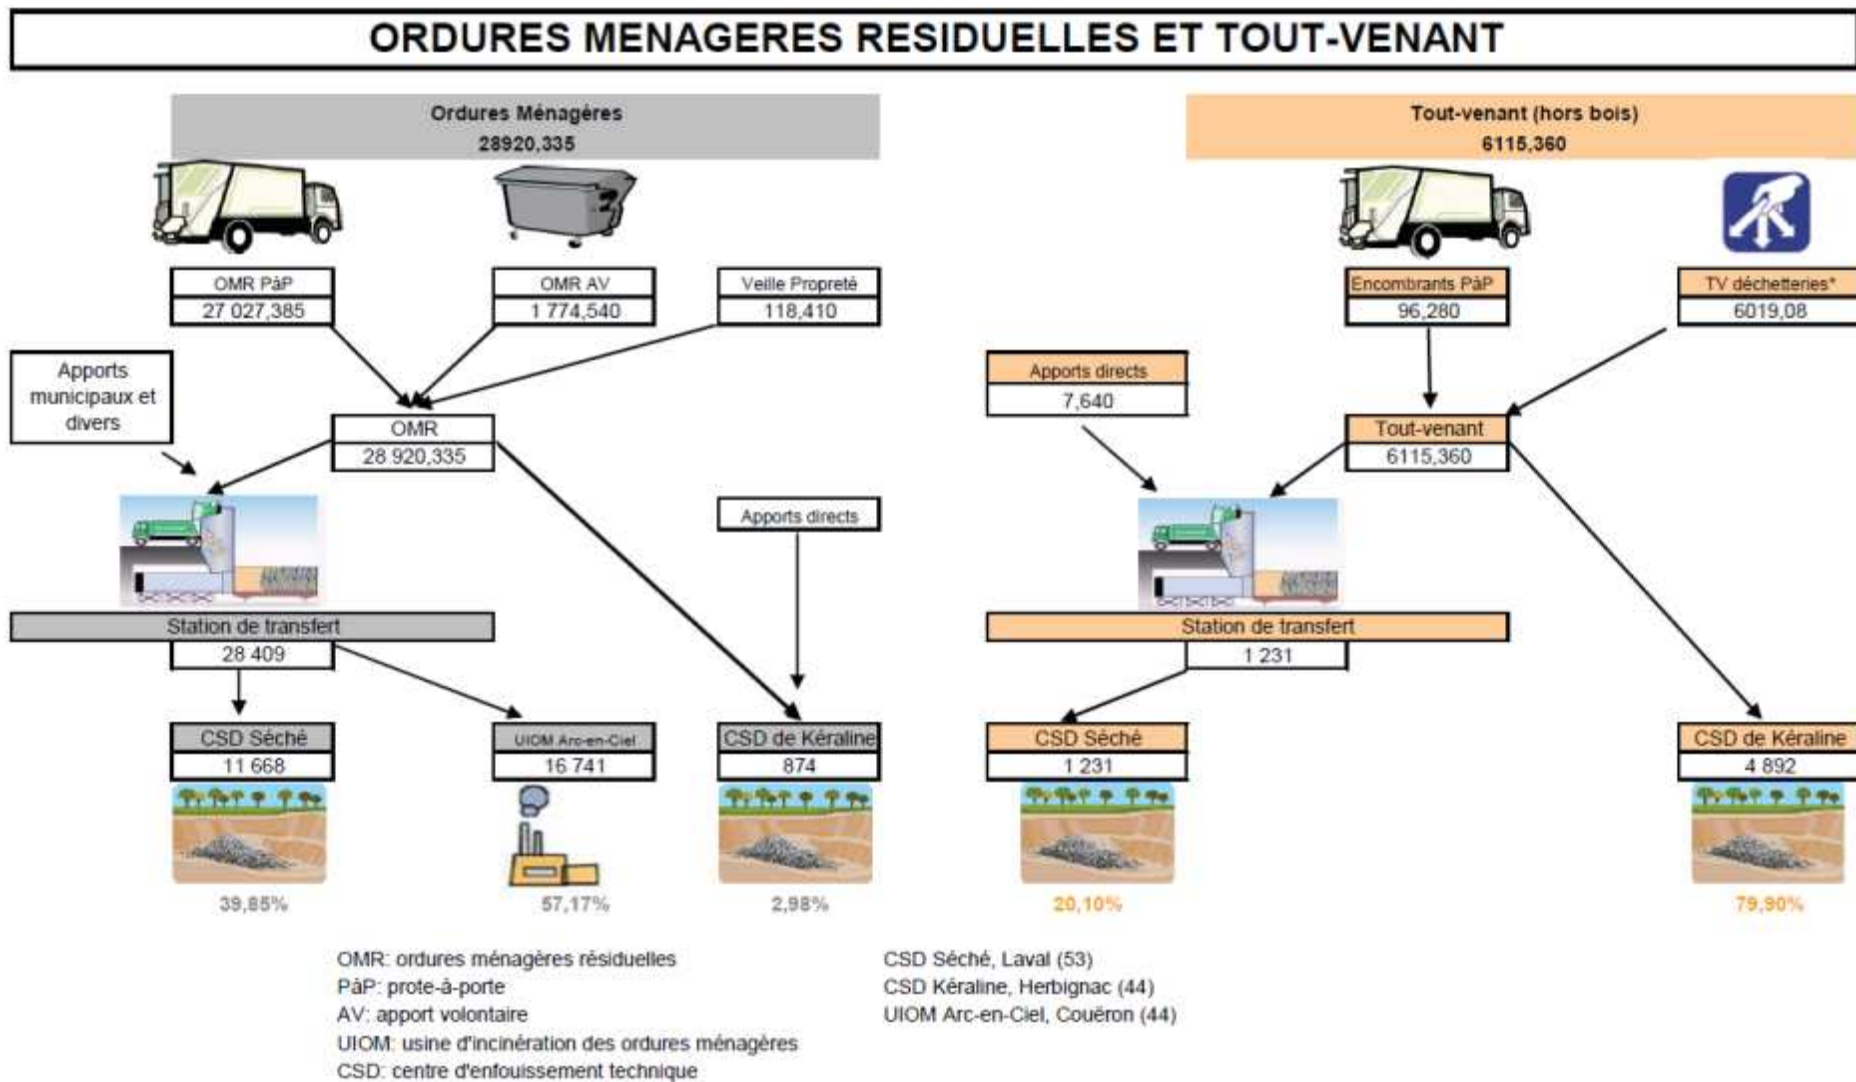 ORDURES MENAGERES RESIDUELLES ET TOUT-VENANT
Ordures Ménagères
28920,335
Tout-venant (hors bois)
6115,360
OMR PàP
27 027,385
OMR AV
1 774,540
Veille Propreté
118,410
Encombrants PàP
96,280
TV déchetteries*
6019,08
Apports
municipaux et
divers
OMR
28 920,335
Apports directs
7,640
Tout-venant
6115,360
Apports directs
Station de transfert
28 409
Station de transfert
1 231
CSD Séché
11 668
UIOM Arc-en-Ciel
16 741
CSD de Kéraline
874
CSD Séché
1 231
CSD de Kéraline
4 892
39,85%
57,17%
2,98%
20,10%
79,90%
OMR: ordures ménagères résiduelles
PàP: prote-à-porte
AV: apport volontaire
UIOM: usine d'incinération des ordures ménagères
CSD: centre d'enfouissement technique
CSD Séché, Laval (53)
CSD Kéraline, Herbignac (44)
UIOM Arc-en-Ciel, Couëron (44)